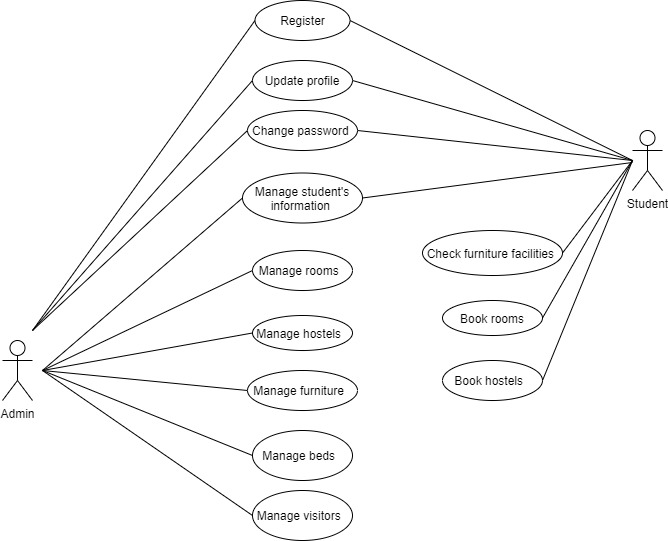 Register
Update profile
Change password
Student
Manage student's
information
Check furniture facilities
Manage rooms
Book rooms
Manage hostels
Book hostels
Manage furniture
Admin
Manage beds
Manage visitors